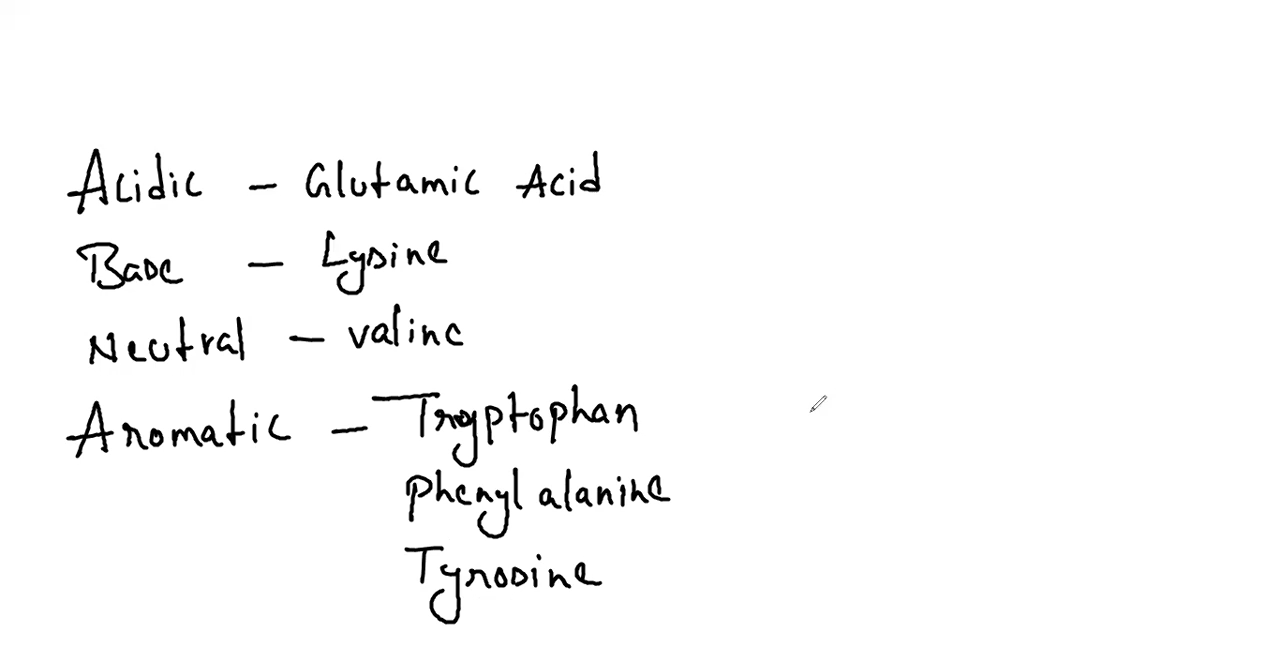 Acidic - Glutamic Acid
Base - Lysine
Neutral - valine
Aromatic - Tryptophan
Phenyl alanine
Tyrosine